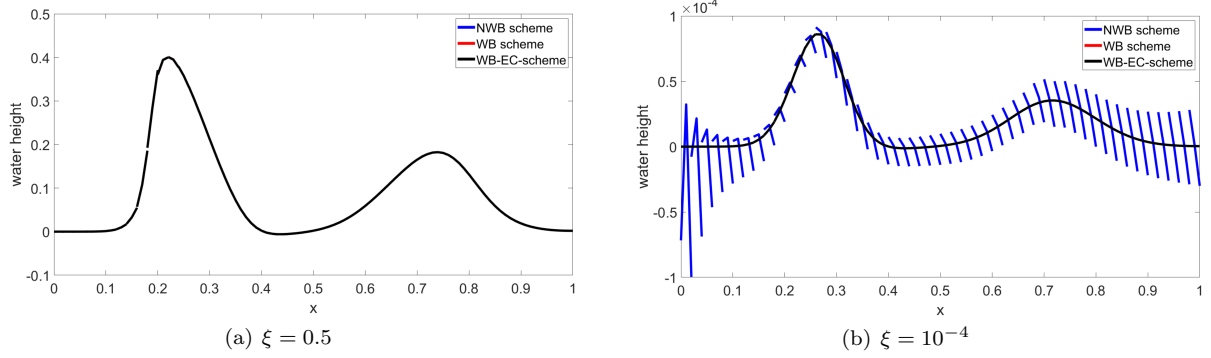 0.5
0.4
0.3
0.2
0.1
0
-0.1
water height
0 0.1 0.2 0.3 0.4 0.5 0.6 0.7 0.8 0.9 1
x
NWB scheme
WB scheme
WB-EC-scheme
(a) ξ = 0.5
×10⁻⁴
1
0.5
0
-0.5
-1
water height
0 0.1 0.2 0.3 0.4 0.5 0.6 0.7 0.8 0.9 1
x
NWB scheme
WB scheme
WB-EC-scheme
(b) ξ = 10⁻⁴